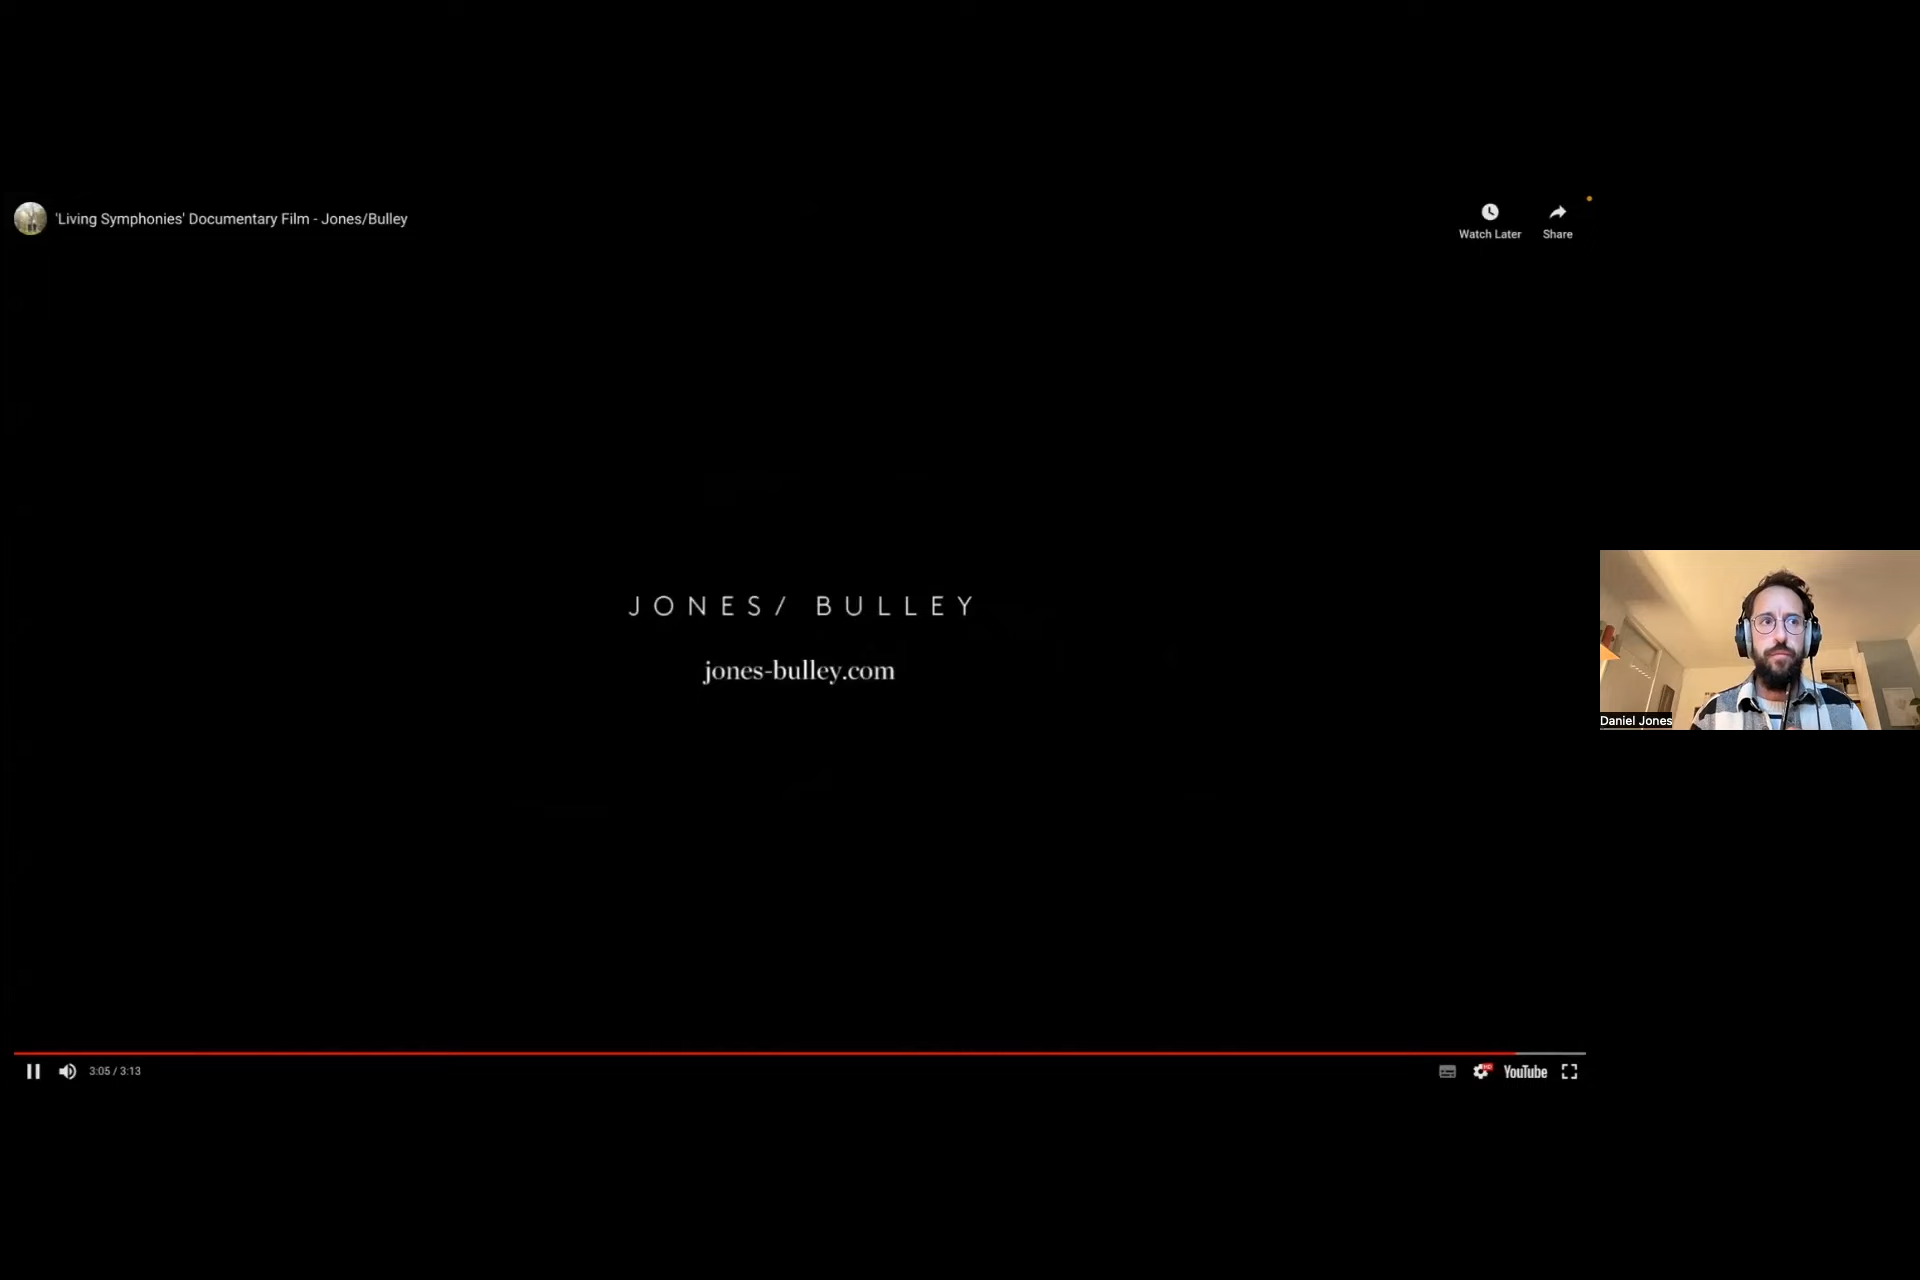 'Living Symphonies' Documentary Film - Jones/Bulley
Watch Later
Share
JONES/ BULLEY
jones-bulley.com
Daniel Jones
3:05 / 3:13
HD
YouTube